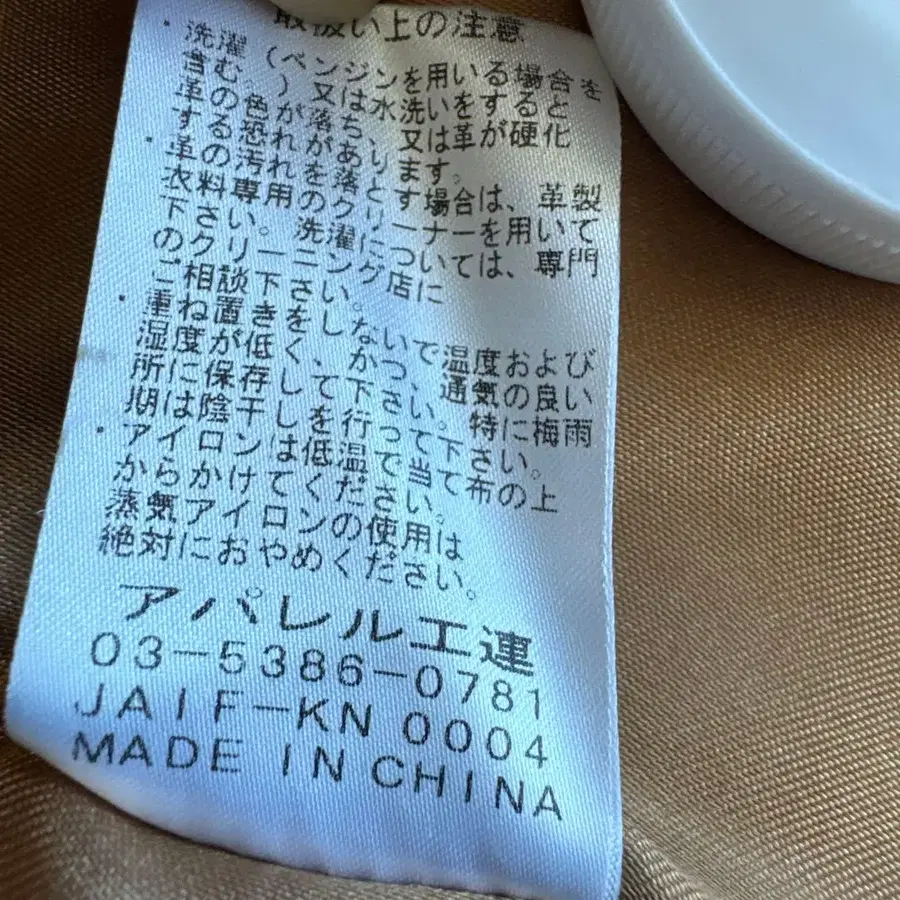 取扱い上の注意
・洗濯(ベンジンを用いる場合を
含む)又は水洗いをすると
革の色が落ち、又は革が硬化
する恐れがあります。
・革の汚れを落とす場合は、革製
衣料専用のクリーナーを用いて
下さい。洗濯については、専門
のクリーニング店に
ご相談下さい。
・重ね置きをしないで、温度および
湿度が低く、かつ通気の良い
所に保存して下さい。特に梅雨
期は陰干しを行って下さい。
・アイロンは低温で当て布の上
からかけてください。
蒸気アイロンの使用は
絶対におやめください。
アパレル工連
03-5386-0781
JAIF-KN 0004
MADE IN CHINA